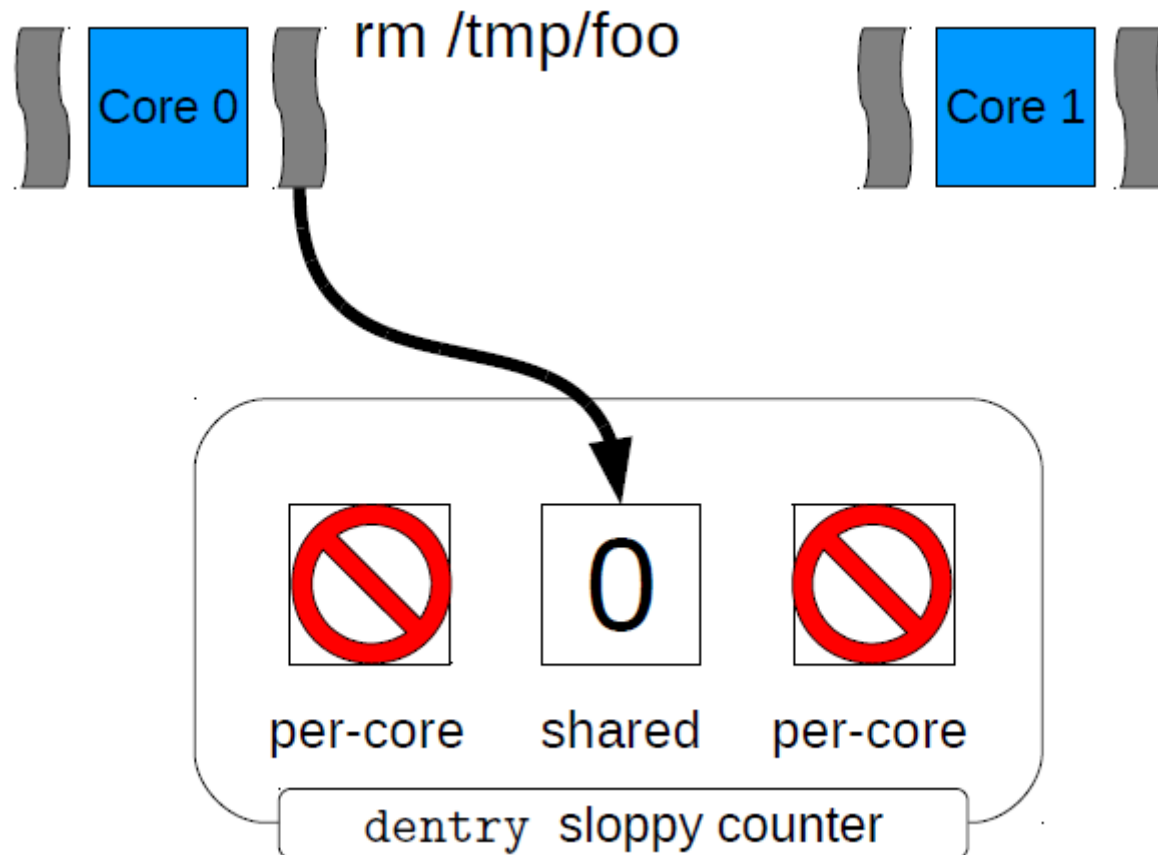 rm /tmp/foo
Core 0
Core 1
0
per-core shared per-core
dentry sloppy counter